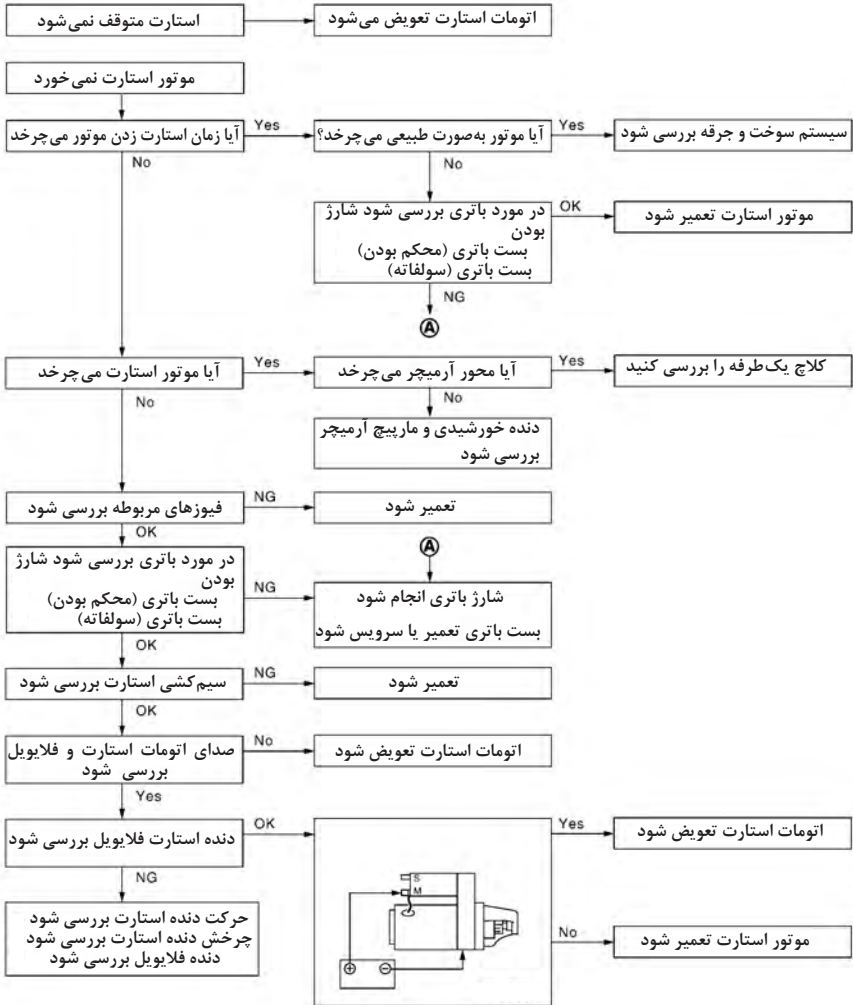 استارت متوقف نمی‌شود
اتومات استارت تعویض می‌شود
موتور استارت نمی‌خورد
آیا زمان استارت زدن موتور می‌چرخد
Yes
آیا موتور به‌صورت طبیعی می‌چرخد؟
Yes
سیستم سوخت و جرقه بررسی شود
No
No
در مورد باتری بررسی شود شارژ
بودن
بست باتری (محکم بودن)
بست باتری (سولفاته)
OK
موتور استارت تعمیر شود
NG
A
آیا موتور استارت می‌چرخد
Yes
آیا محور آرمیچر می‌چرخد
Yes
کلاچ یک‌طرفه را بررسی کنید
No
No
دنده خورشیدی و مارپیچ آرمیچر
بررسی شود
فیوزهای مربوطه بررسی شود
NG
تعمیر شود
OK
A
در مورد باتری بررسی شود شارژ
بودن
بست باتری (محکم بودن)
بست باتری (سولفاته)
NG
شارژ باتری انجام شود
بست باتری تعمیر یا سرویس شود
OK
سیم‌کشی استارت بررسی شود
NG
تعمیر شود
OK
صدای اتومات استارت و فلایویل
بررسی شود
No
اتومات استارت تعویض شود
Yes
دنده استارت فلایویل بررسی شود
OK
S
M
Yes
اتومات استارت تعویض شود
NG
حرکت دنده استارت بررسی شود
چرخش دنده استارت بررسی شود
دنده فلایویل بررسی شود
No
موتور استارت تعمیر شود